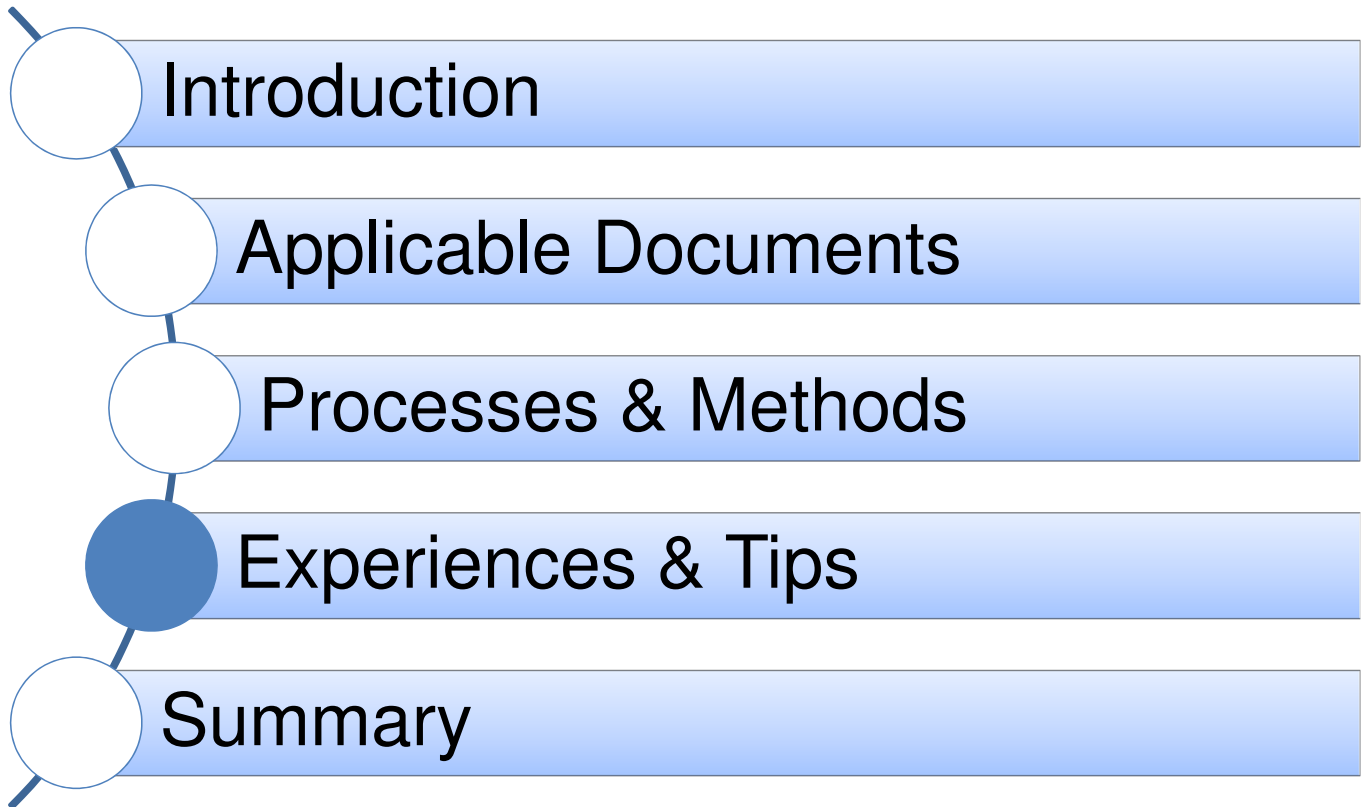 Introduction
Applicable Documents
Processes & Methods
Experiences & Tips
Summary